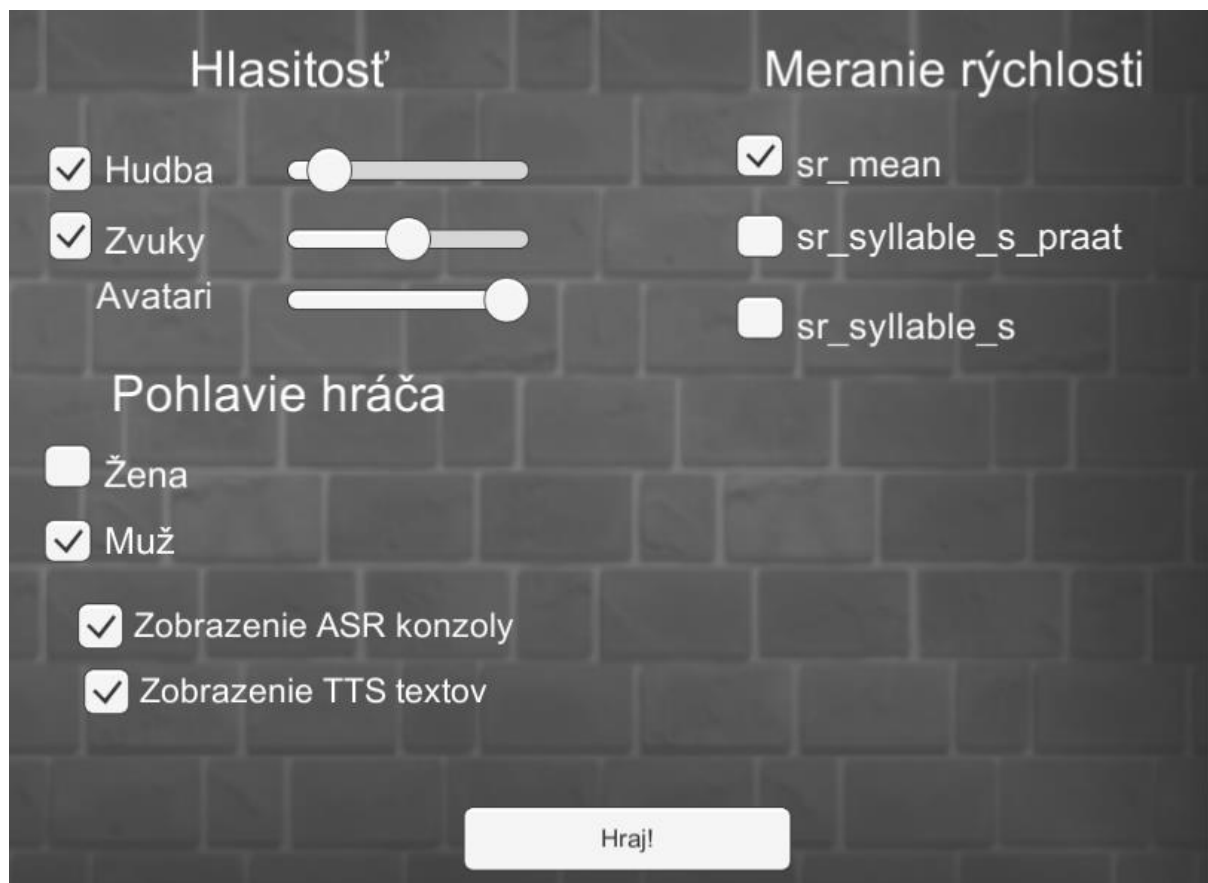 Hlasitosť
Hudba
Zvuky
Avatari
Pohlavie hráča
Žena
Muž
Zobrazenie ASR konzoly
Zobrazenie TTS textov
Meranie rýchlosti
sr_mean
sr_syllable_s_praat
sr_syllable_s
Hraj!